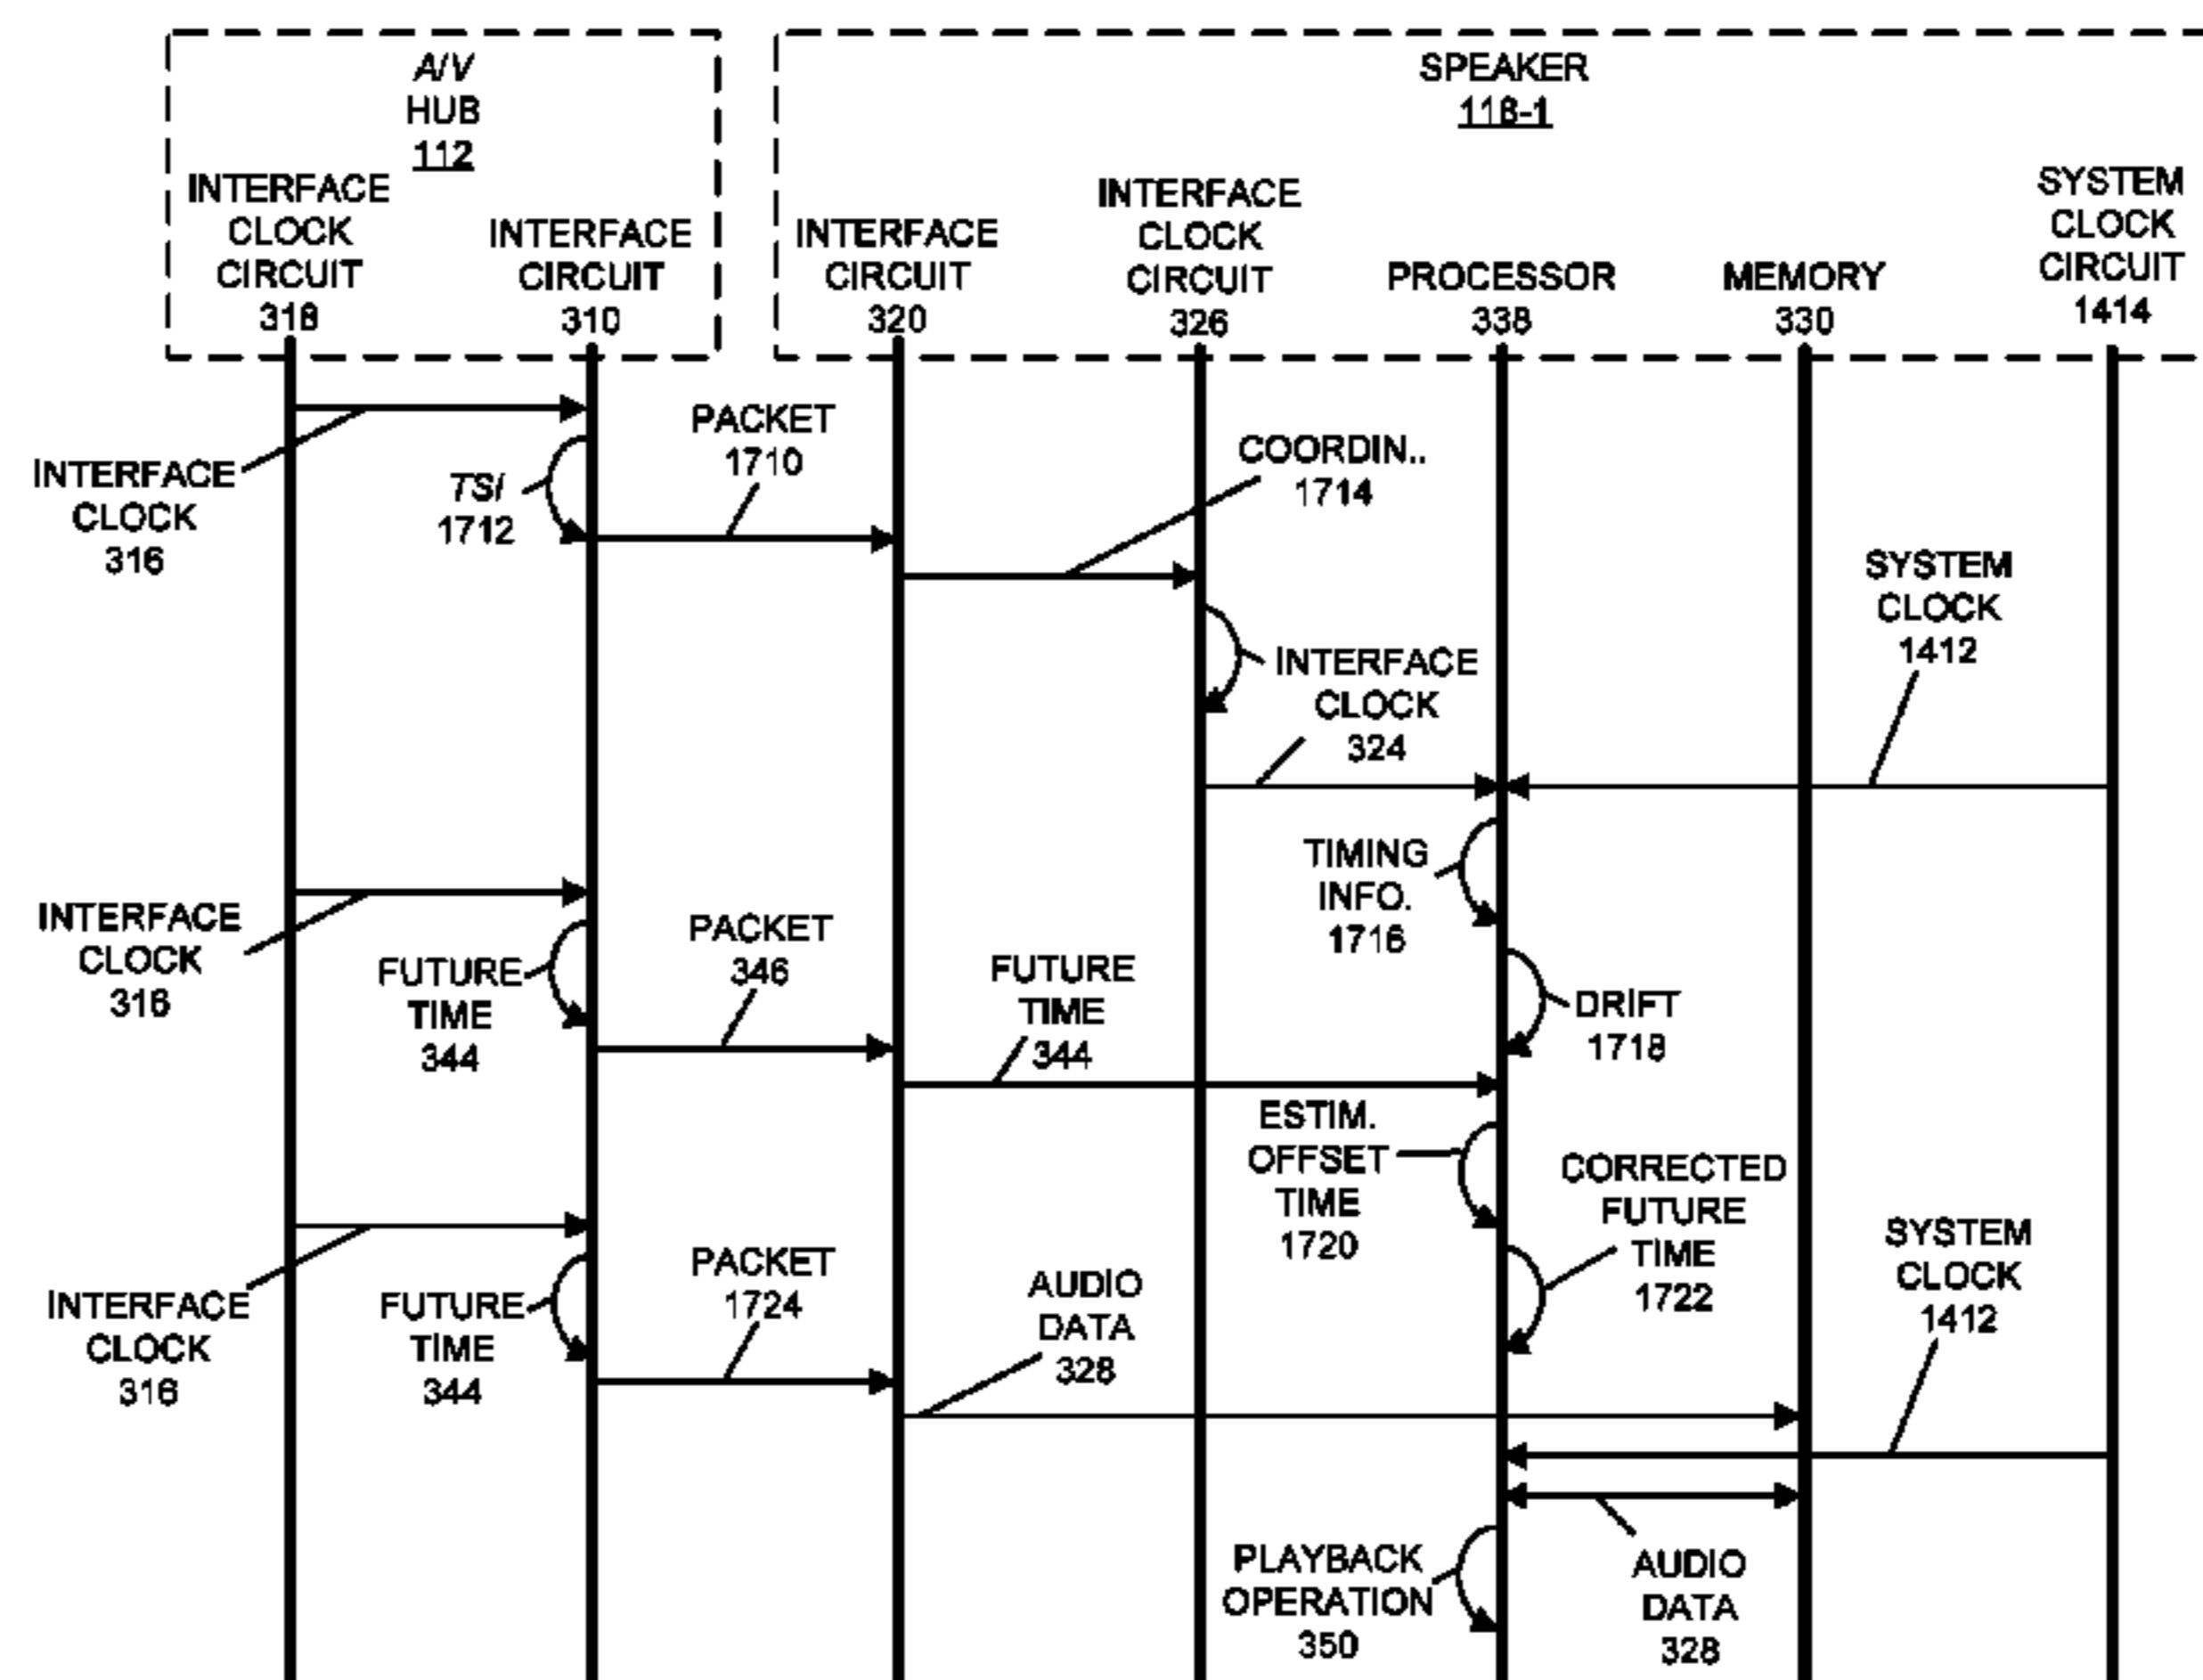 A/V
HUB
112
SPEAKER
118-1
INTERFACE
CLOCK
CIRCUIT
318
INTERFACE
CIRCUIT
310
INTERFACE
CIRCUIT
320
INTERFACE
CLOCK
CIRCUIT
326
PROCESSOR
338
MEMORY
330
SYSTEM
CLOCK
CIRCUIT
1414
INTERFACE
CLOCK
316
TSI
1712
PACKET
1710
COORDIN..
1714
INTERFACE
CLOCK
324
SYSTEM
CLOCK
1412
TIMING
INFO.
1716
INTERFACE
CLOCK
316
FUTURE
TIME
344
PACKET
346
FUTURE
TIME
344
DRIFT
1718
ESTIM.
OFFSET
TIME
1720
CORRECTED
FUTURE
TIME
1722
INTERFACE
CLOCK
316
FUTURE
TIME
344
PACKET
1724
AUDIO
DATA
328
SYSTEM
CLOCK
1412
PLAYBACK
OPERATION
350
AUDIO
DATA
328